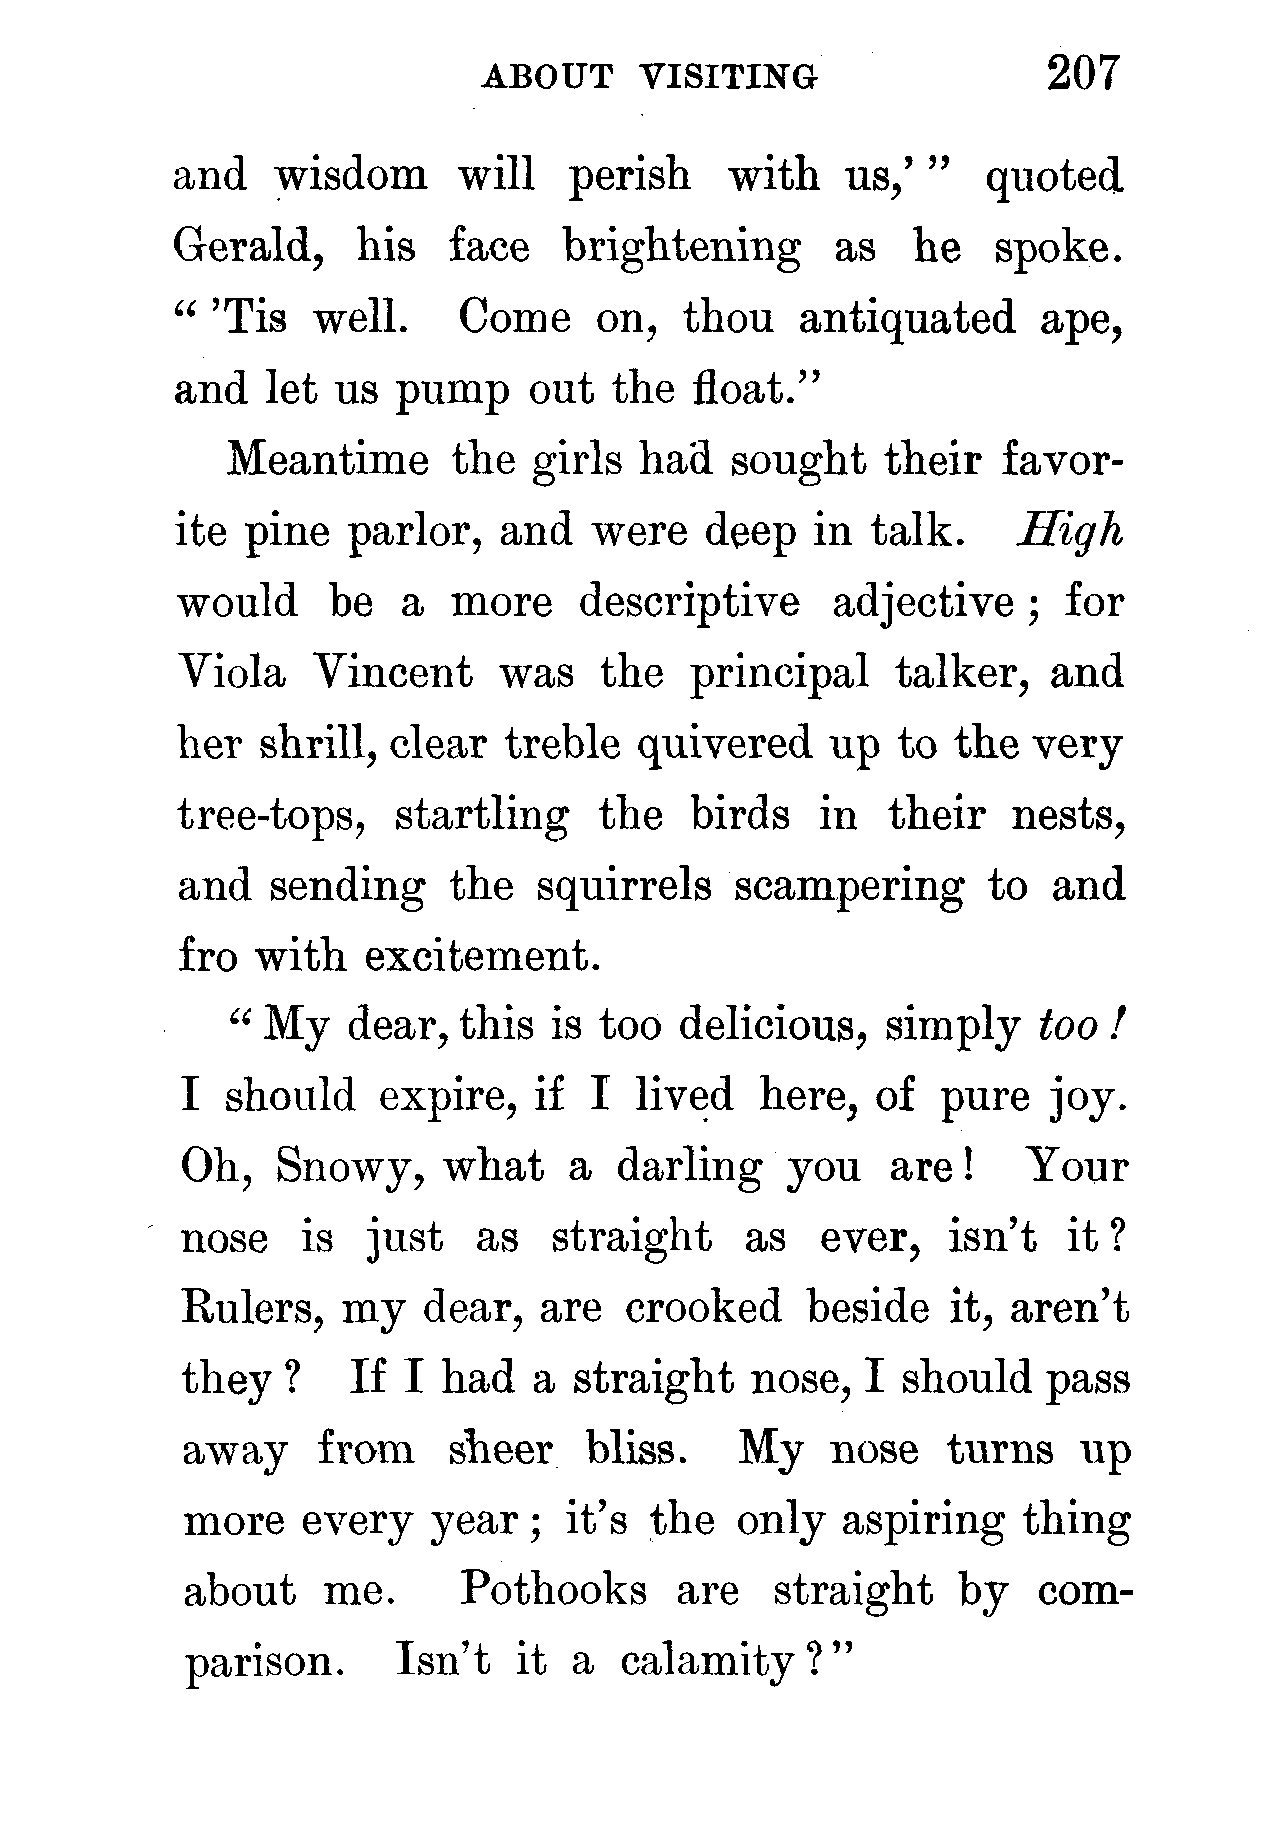 ABOUT VISITING 207
and wisdom will perish with us,’ ” quoted
Gerald, his face brightening as he spoke.
“ ’Tis well. Come on, thou antiquated ape,
and let us pump out the float.”
Meantime the girls had sought their favor-
ite pine parlor, and were deep in talk. High
would be a more descriptive adjective ; for
Viola Vincent was the principal talker, and
her shrill, clear treble quivered up to the very
tree-tops, startling the birds in their nests,
and sending the squirrels scampering to and
fro with excitement.
“ My dear, this is too delicious, simply too !
I should expire, if I lived here, of pure joy.
Oh, Snowy, what a darling you are ! Your
nose is just as straight as ever, isn’t it ?
Rulers, my dear, are crooked beside it, aren’t
they ? If I had a straight nose, I should pass
away from sheer bliss. My nose turns up
more every year ; it’s the only aspiring thing
about me. Pothooks are straight by com-
parison. Isn’t it a calamity ? ”